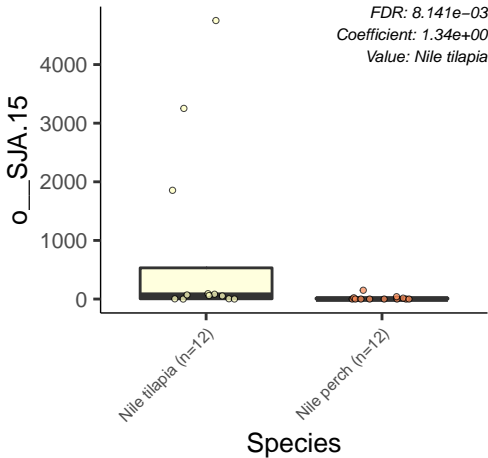 FDR: 8.141e−03
Coefficient: 1.34e+00
Value: Nile tilapia
o__SJA.15
4000
3000
2000
1000
0
Nile tilapia (n=12)
Nile perch (n=12)
Species